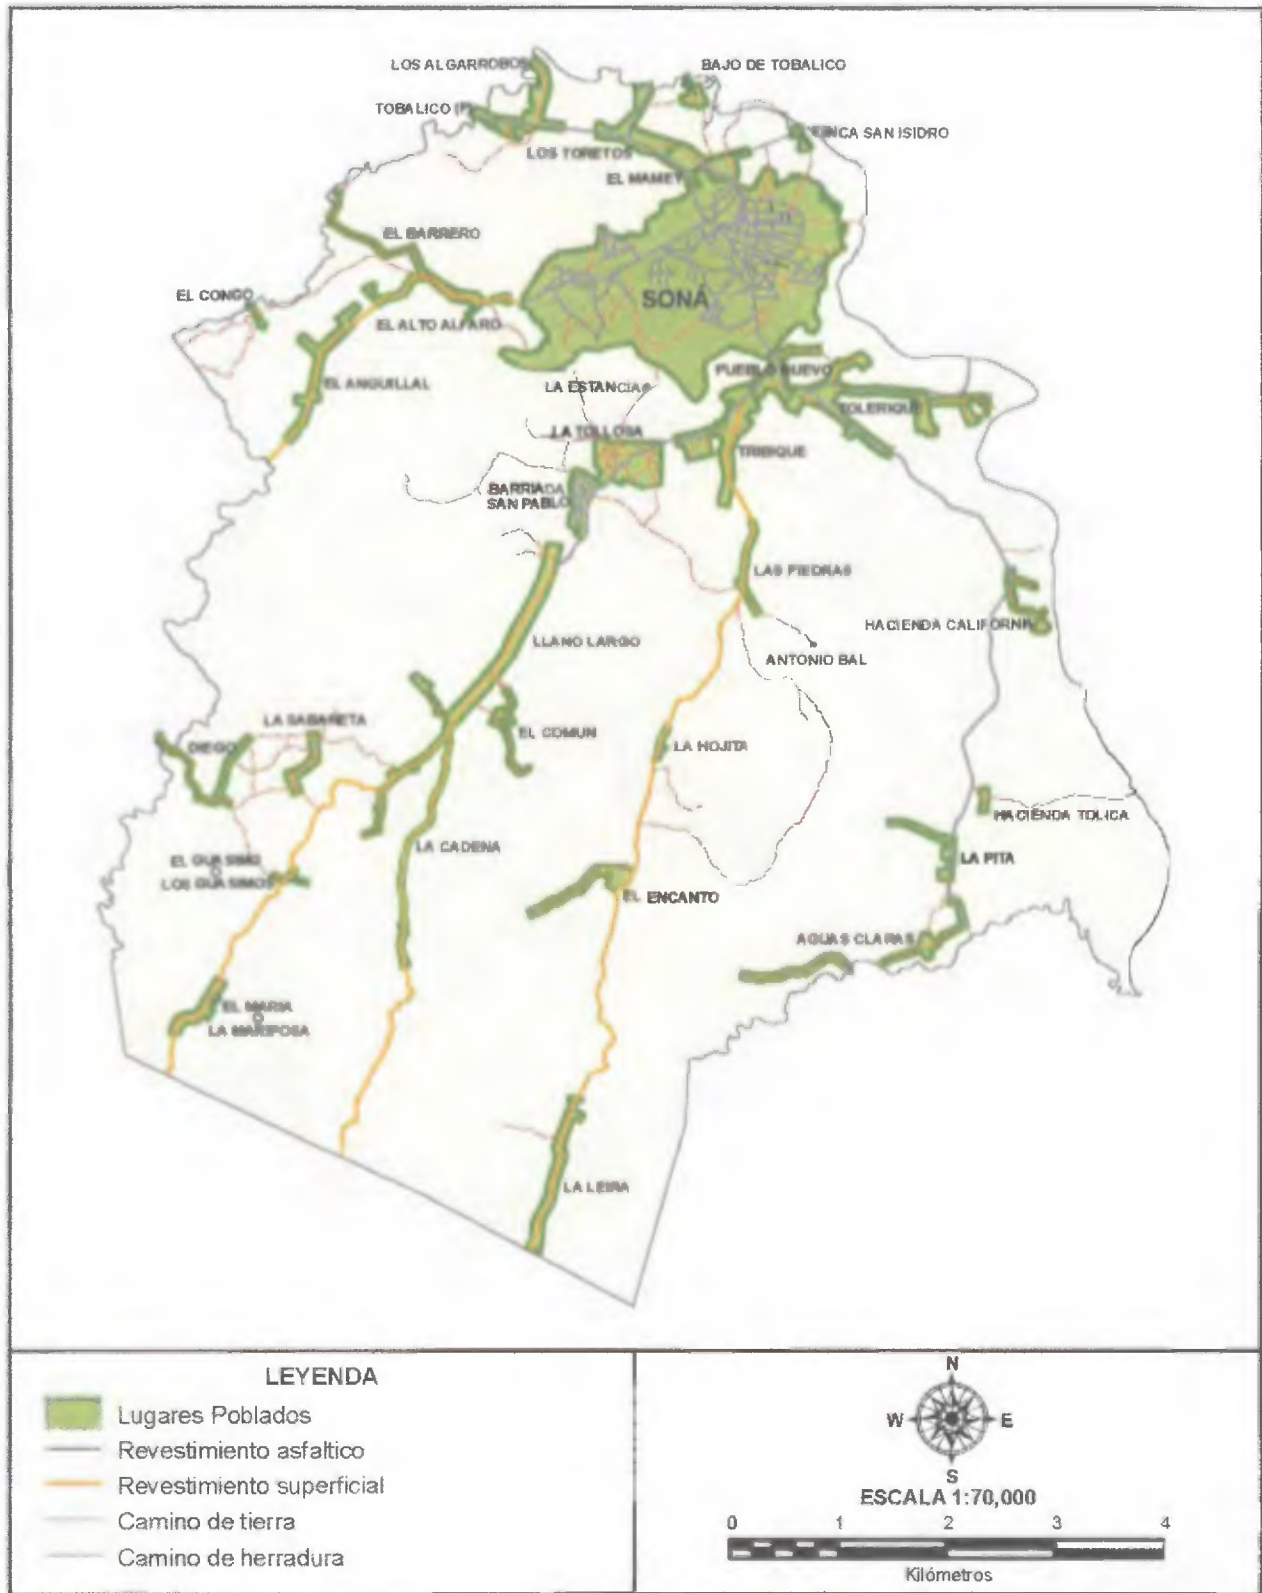 LOS ALGARROBOS
BAJO DE TOBALICO
TOBALICO (P)
FINCA SAN ISIDRO
LOS TORETOS
EL MAMEY
EL BARRERO
EL CONGO
SONÁ
EL ALTO ALFARO
PUEBLO NUEVO
EL ANGUILLAL
LA ESTANCIA
TOLERIQUE
LA TOLLOSA
TRIBIQUE
BARRIADA
SAN PABLO
LAS PIEDRAS
HACIENDA CALIFORNIA
LLANO LARGO
ANTONIO BAL
LA SABAÑETA
DIEGO
EL COMUN
LA HOJITA
HACIENDA TOLICA
LA CADENA
LA PITA
EL GUASIMO
LOS GUASIMOS
EL ENCANTO
AGUAS CLARAS
EL MARIA
LA MARIPOSA
LA LEIRA
LEYENDA
Lugares Poblados
Revestimiento asfaltico
Revestimiento superficial
Camino de tierra
Camino de herradura
N
W E
S
ESCALA 1:70,000
0 1 2 3 4
Kilómetros